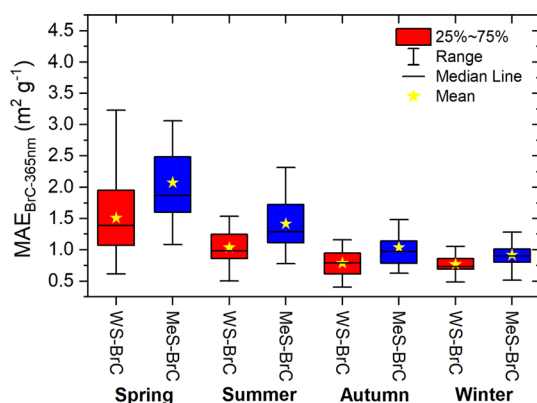 4.5
4.0
3.5
3.0
2.5
2.0
1.5
1.0
0.5
MAE BrC-365nm (m² g⁻¹)
25%~75%
Range
Median Line
Mean
WS-BrC
MeS-BrC
WS-BrC
MeS-BrC
WS-BrC
MeS-BrC
WS-BrC
MeS-BrC
Spring Summer Autumn Winter